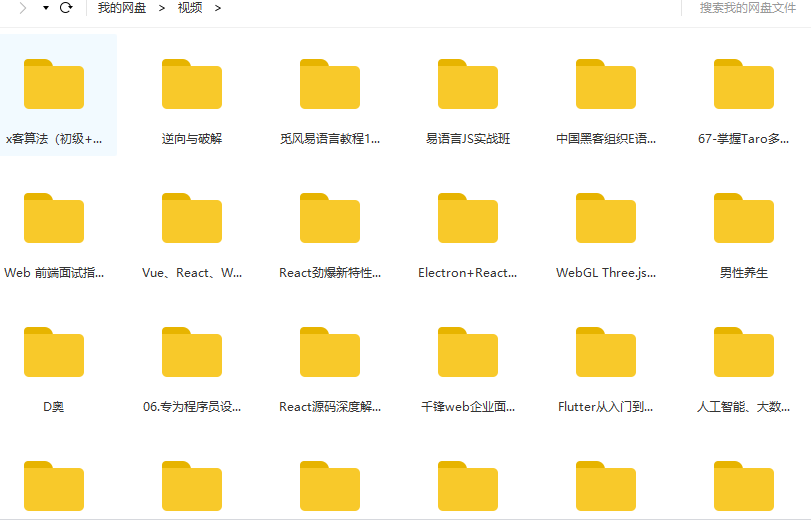 我的网盘 > 视频 >
搜索我的网盘文件
x客算法（初级+...
逆向与破解
觅风易语言教程1...
易语言JS实战班
中国黑客组织E语...
67-掌握Taro多...
Web 前端面试指...
Vue、React、W...
React劲爆新特性...
Electron+React...
WebGL Three.js...
男性养生
D奥
06.专为程序员设...
React源码深度解...
千锋web企业面...
Flutter从入门到...
人工智能、大数...